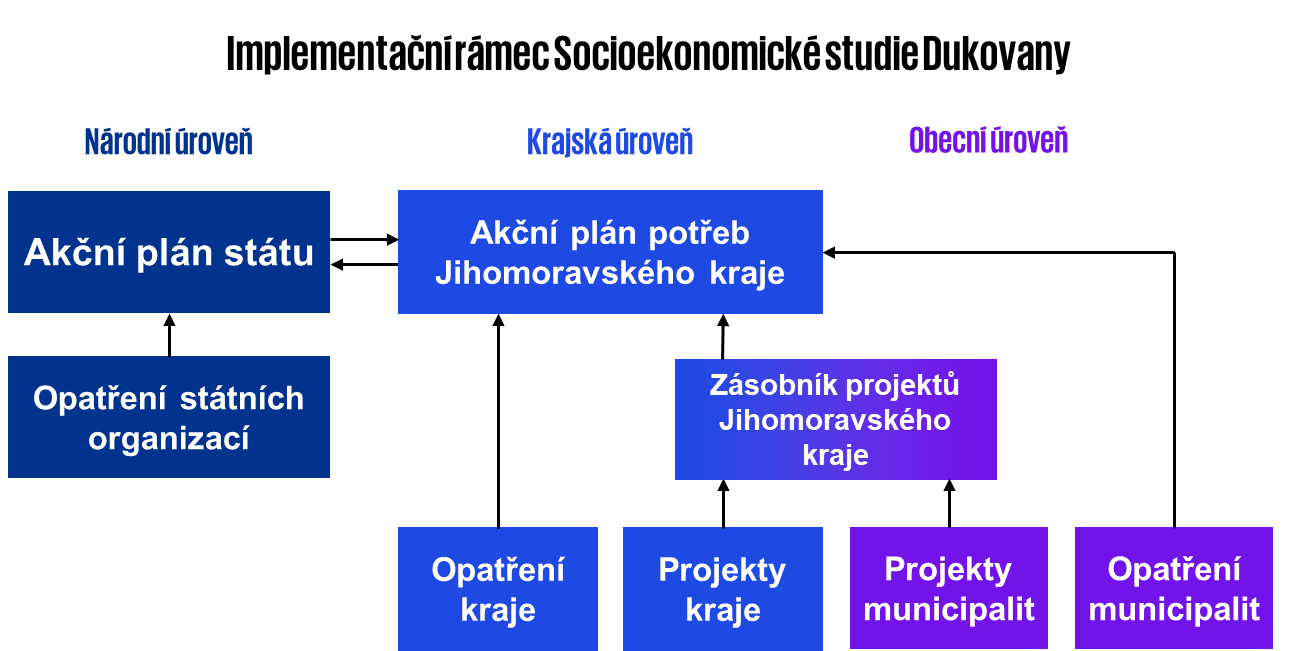 Implementační rámec Socioekonomické studie Dukovany
Národní úroveň
Krajská úroveň
Obecní úroveň
Akční plán státu
Akční plán potřeb
Jihomoravského kraje
Opatření státních
organizací
Zásobník projektů
Jihomoravského
kraje
Opatření
kraje
Projekty
kraje
Projekty
municipalit
Opatření
municipalit